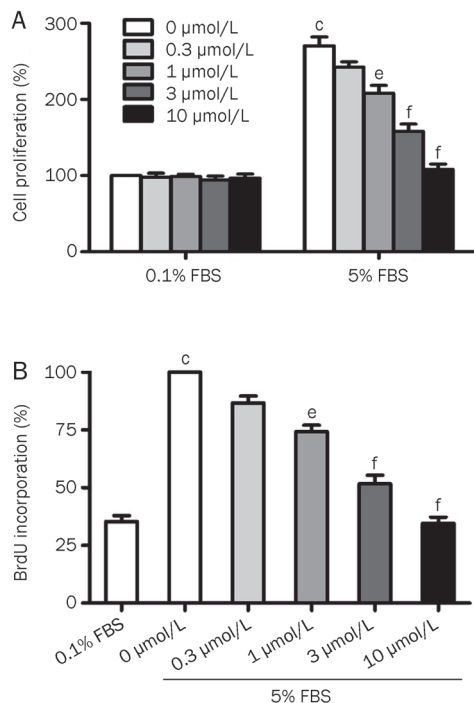 A
300
200
100
0
Cell proliferation (%)
0 μmol/L
0.3 μmol/L
1 μmol/L
3 μmol/L
10 μmol/L
c
e
f
f
0.1% FBS
5% FBS
B
100
75
50
25
0
BrdU incorporation (%)
c
e
f
f
0.1% FBS
0 μmol/L
0.3 μmol/L
1 μmol/L
3 μmol/L
10 μmol/L
5% FBS